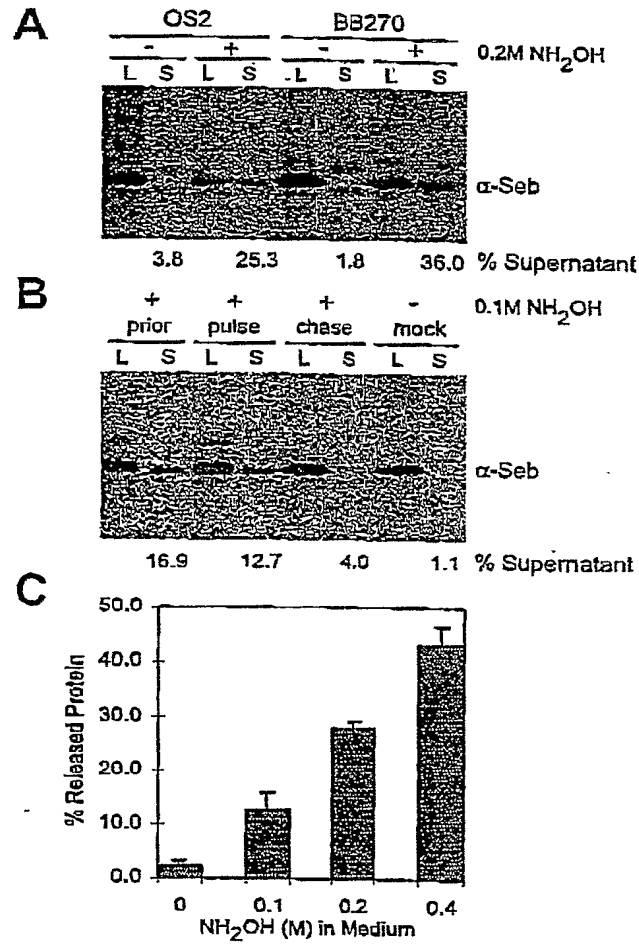 A
OS2 BB270
- + - + 0.2M NH₂OH
L S L S L S L S
α-Seb
3.8 25.3 1.8 36.0 % Supernatant
B
+ + + - 0.1M NH₂OH
prior pulse chase mock
L S L S L S L S
α-Seb
16.9 12.7 4.0 1.1 % Supernatant
C
50.0
40.0
30.0
20.0
10.0
0.0
% Released Protein
0 0.1 0.2 0.4
NH₂OH (M) in Medium